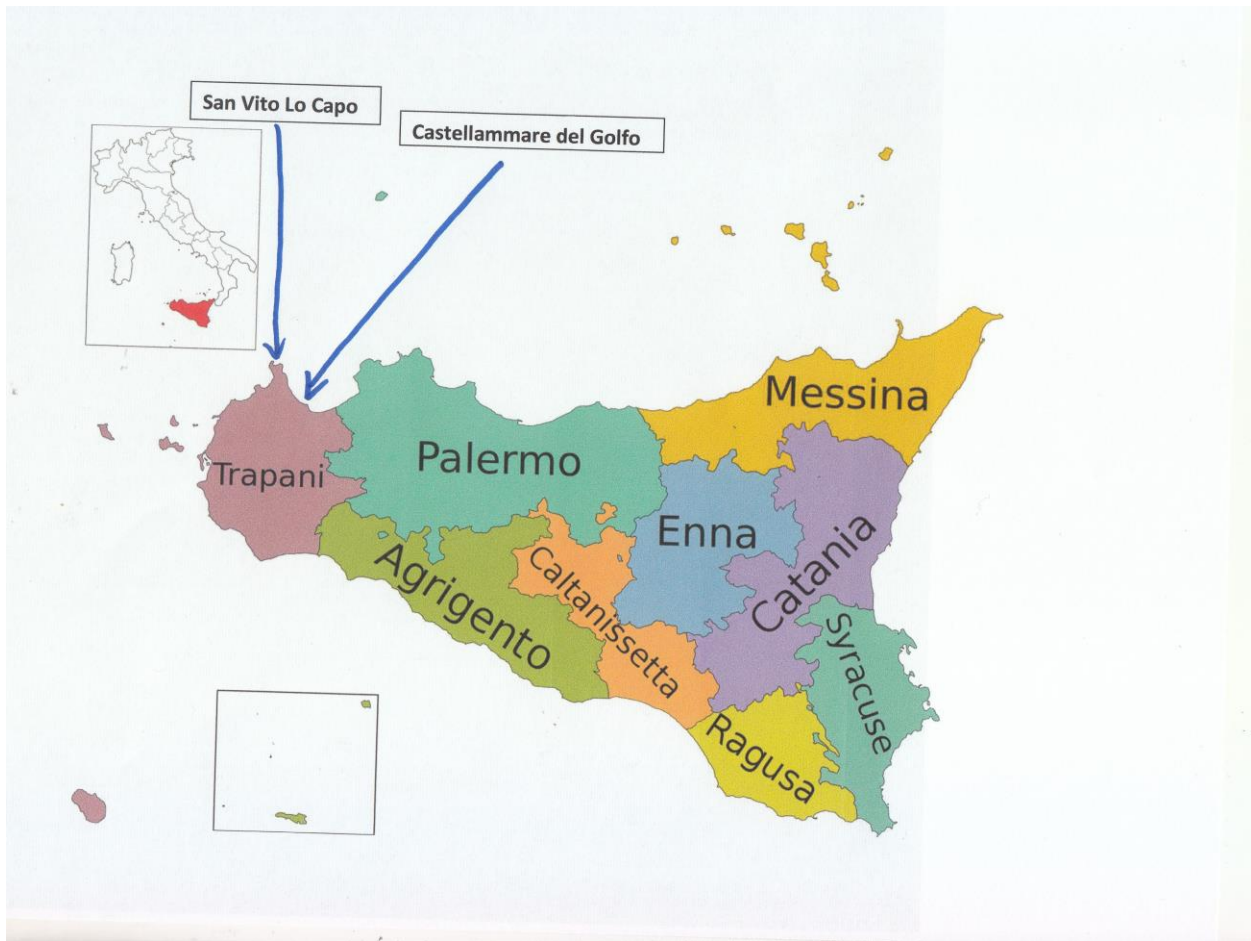 San Vito Lo Capo
Castellammare del Golfo
Messina
Palermo
Trapani
Enna
Agrigento
Caltanissetta
Catania
Syracuse
Ragusa